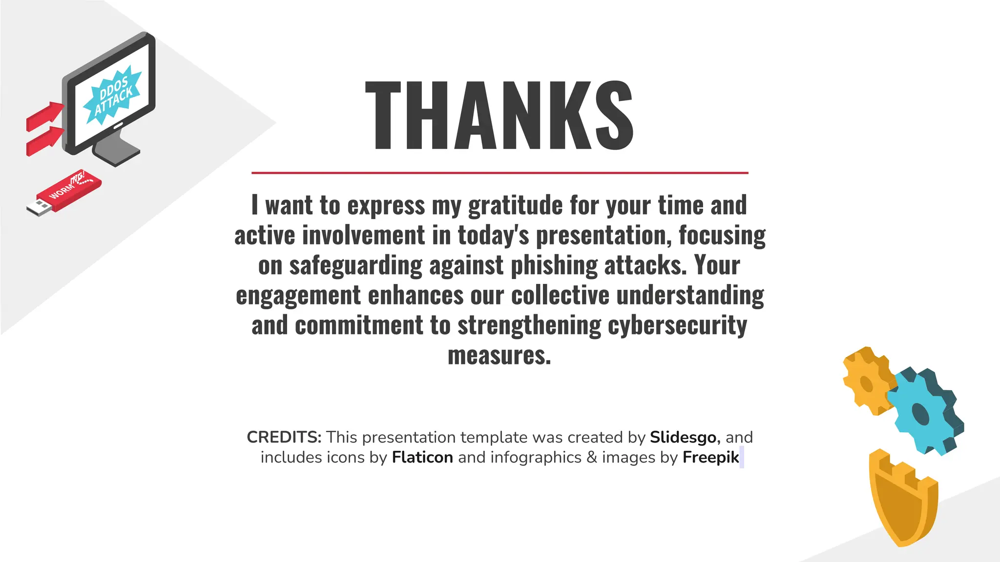 DDOS
ATTACK
WORM
THANKS
I want to express my gratitude for your time and
active involvement in today's presentation, focusing
on safeguarding against phishing attacks. Your
engagement enhances our collective understanding
and commitment to strengthening cybersecurity
measures.
CREDITS: This presentation template was created by Slidesgo, and
includes icons by Flaticon and infographics & images by Freepik